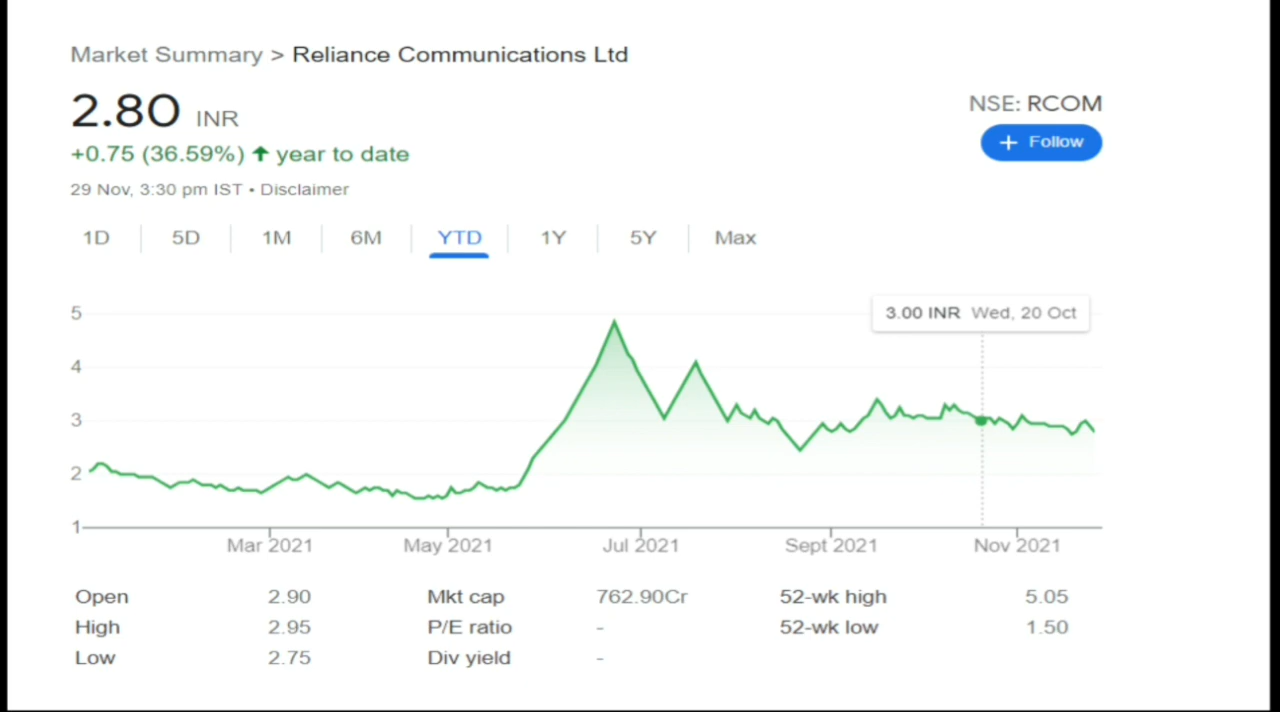 Market Summary > Reliance Communications Ltd
2.80 INR
NSE: RCOM
+ Follow
+0.75 (36.59%) ↑ year to date
29 Nov, 3:30 pm IST • Disclaimer
1D 5D 1M 6M YTD 1Y 5Y Max
3.00 INR Wed, 20 Oct
5
4
3
2
1
Mar 2021 May 2021 Jul 2021 Sept 2021 Nov 2021
Open 2.90 Mkt cap 762.90Cr 52-wk high 5.05
High 2.95 P/E ratio - 52-wk low 1.50
Low 2.75 Div yield -